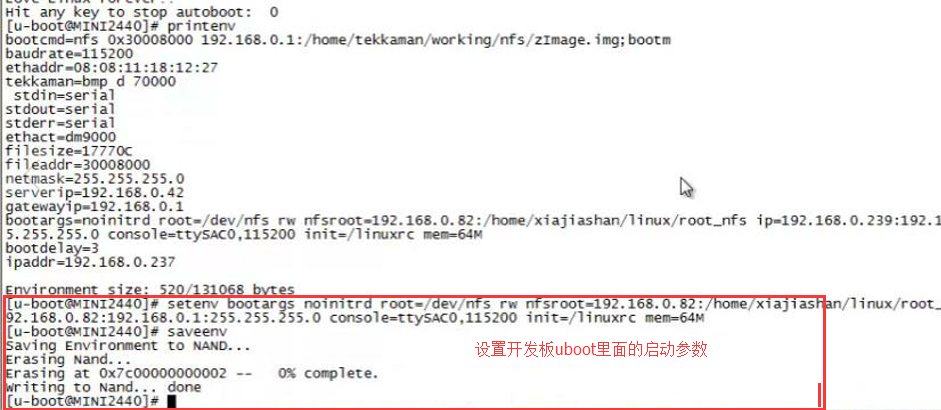 Love Linux forever!!
Hit any key to stop autoboot:  0
[u-boot@MINI2440]# printenv
bootcmd=nfs 0x30008000 192.168.0.1:/home/tekkaman/working/nfs/zImage.img;bootm
baudrate=115200
ethaddr=08:08:11:18:12:27
tekkaman=bmp d 70000
 stdin=serial
stdout=serial
stderr=serial
ethact=dm9000
filesize=17770C
fileaddr=30008000
netmask=255.255.255.0
serverip=192.168.0.42
gatewayip=192.168.0.1
bootargs=noinitrd root=/dev/nfs rw nfsroot=192.168.0.82:/home/xiajiashan/linux/root_nfs ip=192.168.0.239:192.1
5.255.255.0 console=ttySAC0,115200 init=/linuxrc mem=64M
bootdelay=3
ipaddr=192.168.0.237
Environment size: 520/131068 bytes
[u-boot@MINI2440]# setenv bootargs noinitrd root=/dev/nfs rw nfsroot=192.168.0.82:/home/xiajiashan/linux/root_
92.168.0.82:192.168.0.1:255.255.255.0 console=ttySAC0,115200 init=/linuxrc mem=64M
[u-boot@MINI2440]# saveenv
Saving Environment to NAND...
Erasing Nand...
Erasing at 0x7c00000000002 --   0% complete.
Writing to Nand... done
[u-boot@MINI2440]#
设置开发板uboot里面的启动参数